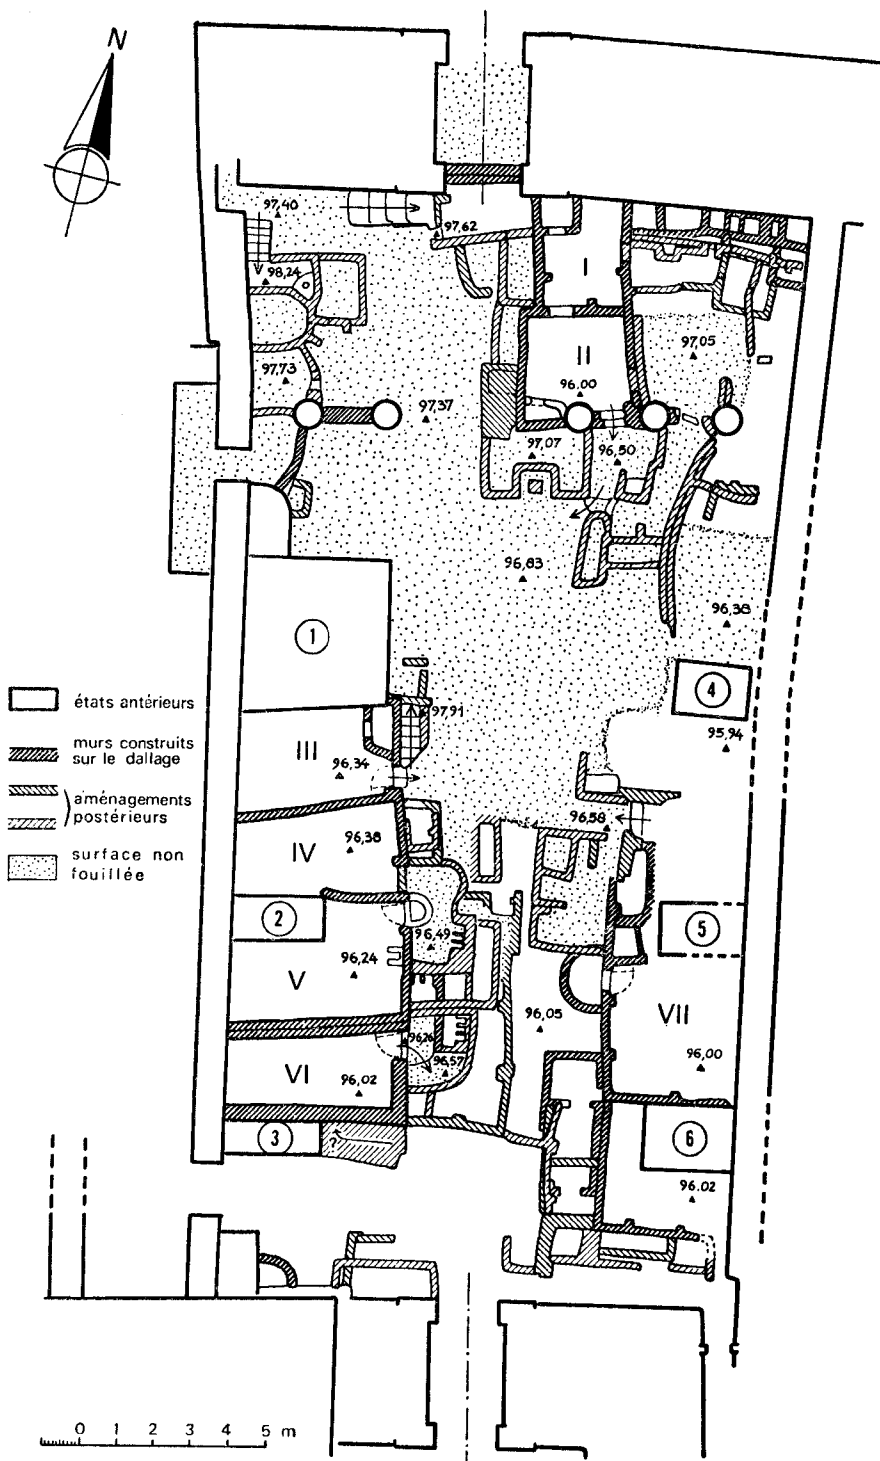 N
97,40
97,62
98,24
I
97,05
II
97,73
96,00
97,37
97,07
96,50
96,83
96,38
1
4
états antérieurs
97,91
95,94
murs construits
sur le dallage
III
96,34
aménagements
postérieurs
96,58
IV
96,38
surface non
fouillée
2
5
96,49
96,24
V
96,05
VII
96,26
96,57
96,00
VI
96,02
3
?
6
96.02
0 1 2 3 4 5 m